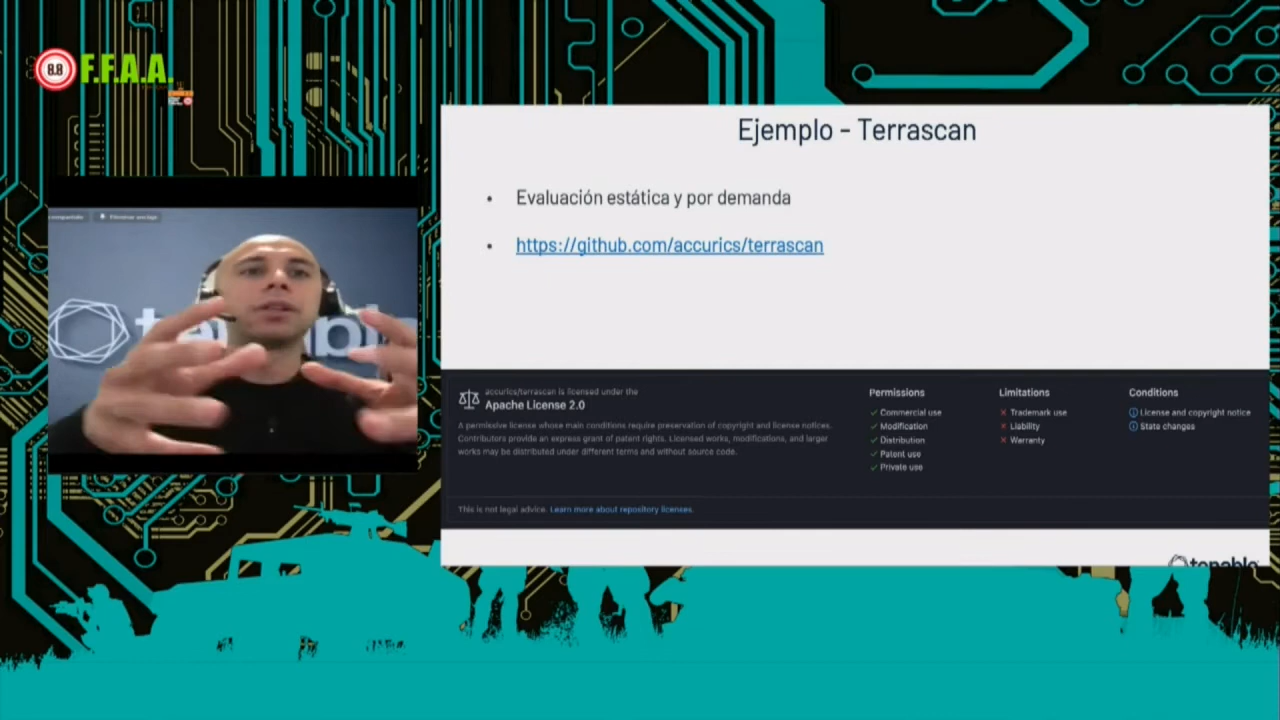 8.8 F.F.A.A.
Ejemplo - Terrascan
• Evaluación estática y por demanda
• https://github.com/accurics/terrascan
tenable
accurics/terrascan is licensed under the
Apache License 2.0
A permissive license whose main conditions require preservation of copyright and license notices.
Contributors provide an express grant of patent rights. Licensed works, modifications, and larger
works may be distributed under different terms and without source code.
Permissions
✓ Commercial use
✓ Modification
✓ Distribution
✓ Patent use
✓ Private use
Limitations
✕ Trademark use
✕ Liability
✕ Warranty
Conditions
License and copyright notice
State changes
This is not legal advice. Learn more about repository licenses.
tenable